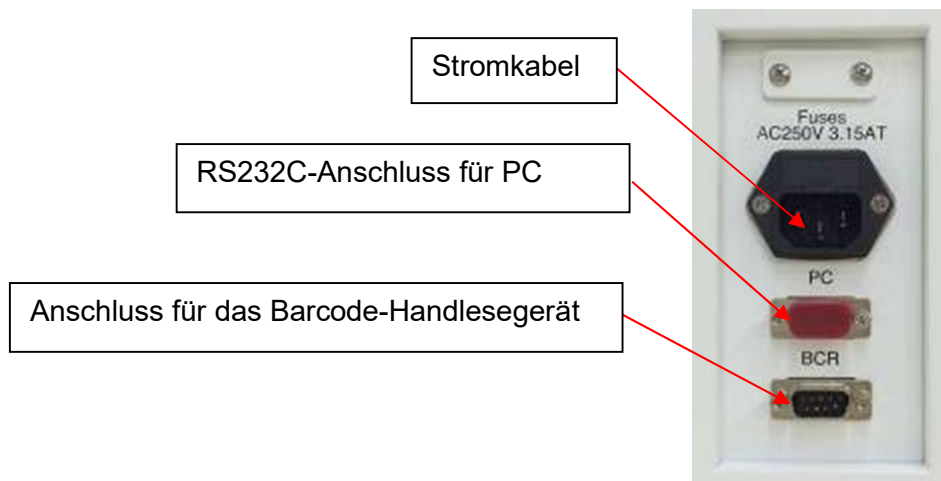 Stromkabel
RS232C-Anschluss für PC
Anschluss für das Barcode-Handlesegerät
Fuses
AC250V 3.15AT
PC
BCR